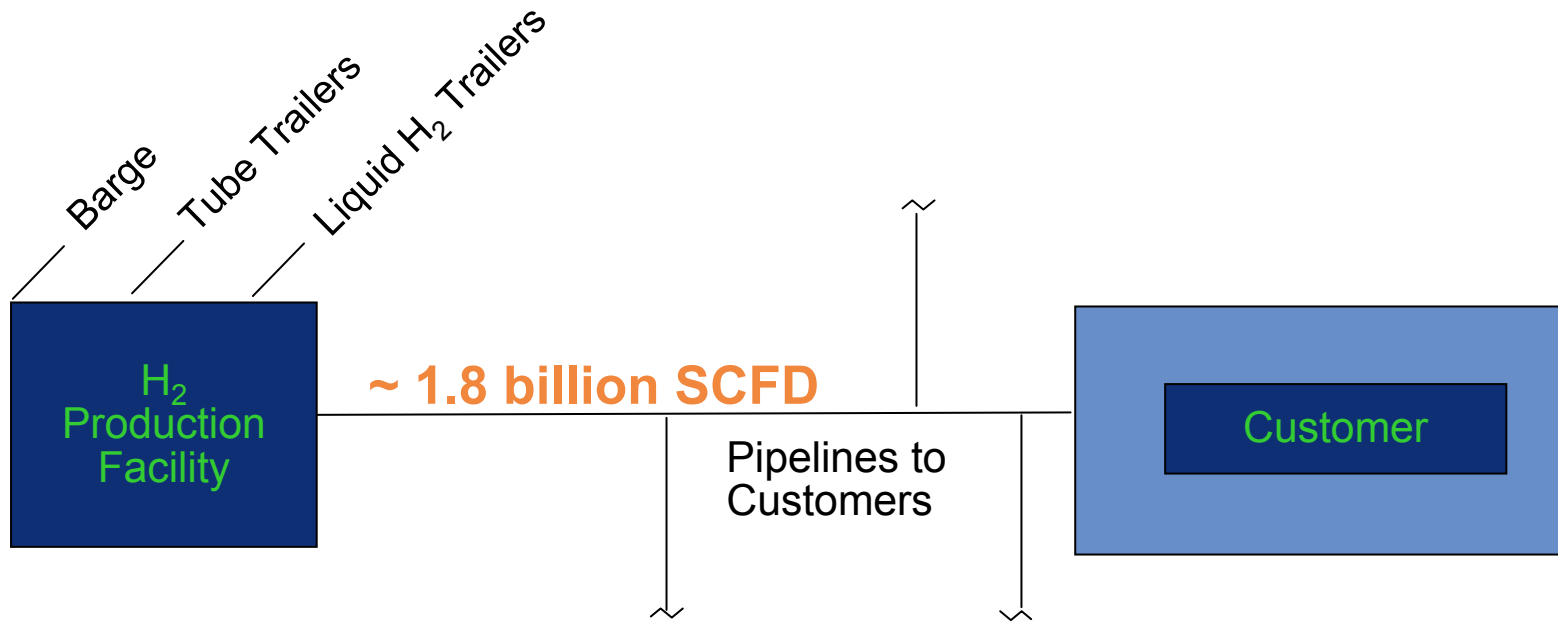 Barge
Tube Trailers
Liquid H₂ Trailers
H₂
Production
Facility
~ 1.8 billion SCFD
Pipelines to
Customers
Customer